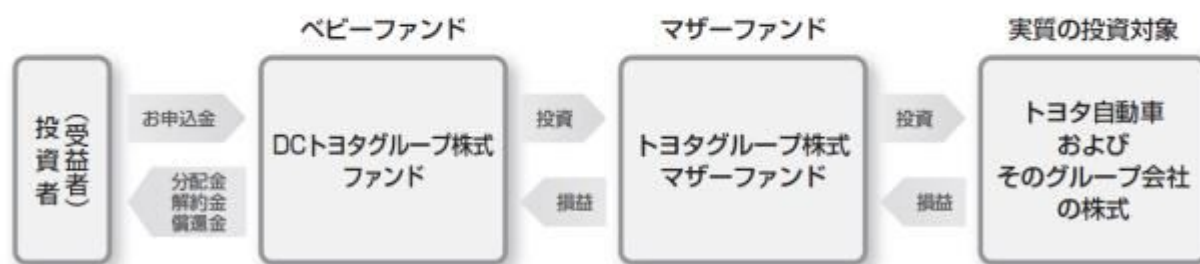 ベビーファンド
マザーファンド
実質の投資対象
投資者
(受益者)
お申込金
分配金
解約金
償還金
DCトヨタグループ株式
ファンド
投資
損益
トヨタグループ株式
マザーファンド
投資
損益
トヨタ自動車
および
そのグループ会社
の株式